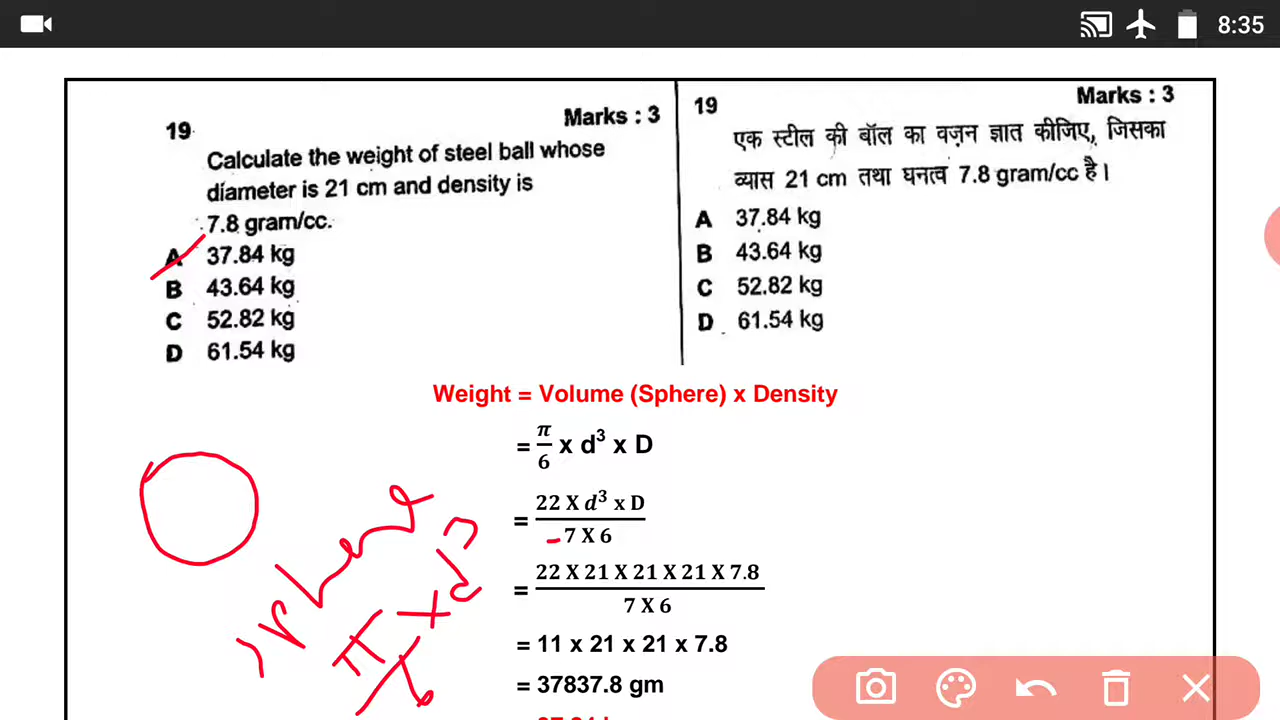 8:35
19
Marks : 3
Calculate the weight of steel ball whose
diameter is 21 cm and density is
7.8 gram/cc.
A 37.84 kg
B 43.64 kg
C 52.82 kg
D 61.54 kg
19
Marks : 3
एक स्टील की बॉल का वज़न ज्ञात कीजिए, जिसका
व्यास 21 cm तथा घनत्व 7.8 gram/cc है।
A 37.84 kg
B 43.64 kg
C 52.82 kg
D 61.54 kg
Weight = Volume (Sphere) x Density
= π/6 x d³ x D
= 22 X d³ x D
7 X 6
= 22 X 21 X 21 X 21 X 7.8
7 X 6
= 11 x 21 x 21 x 7.8
= 37837.8 gm
π/6 x d³